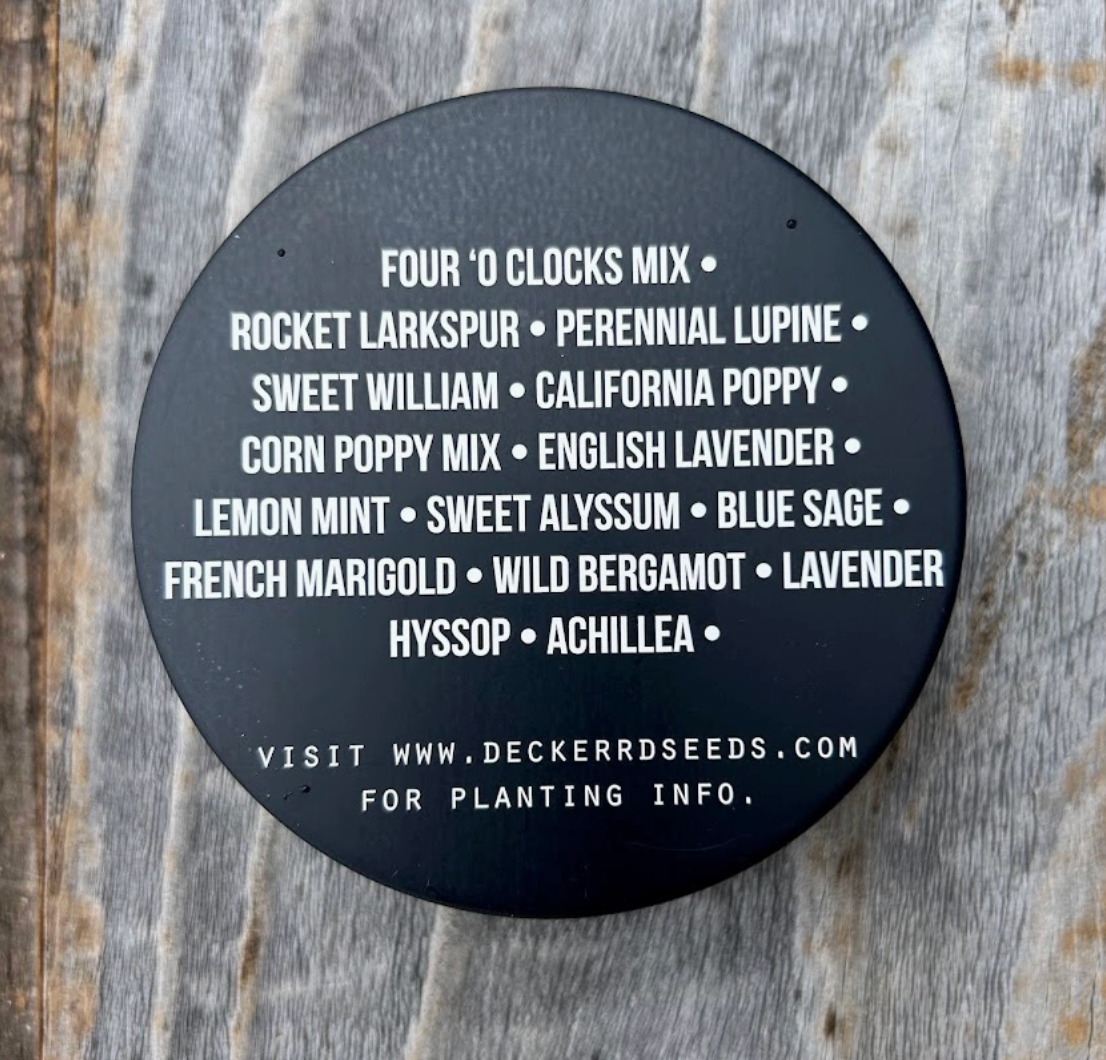 FOUR ‘O CLOCKS MIX •
ROCKET LARKSPUR • PERENNIAL LUPINE •
SWEET WILLIAM • CALIFORNIA POPPY •
CORN POPPY MIX • ENGLISH LAVENDER •
LEMON MINT • SWEET ALYSSUM • BLUE SAGE •
FRENCH MARIGOLD • WILD BERGAMOT • LAVENDER
HYSSOP • ACHILLEA •
VISIT WWW.DECKERRDSEEDS.COM
FOR PLANTING INFO.